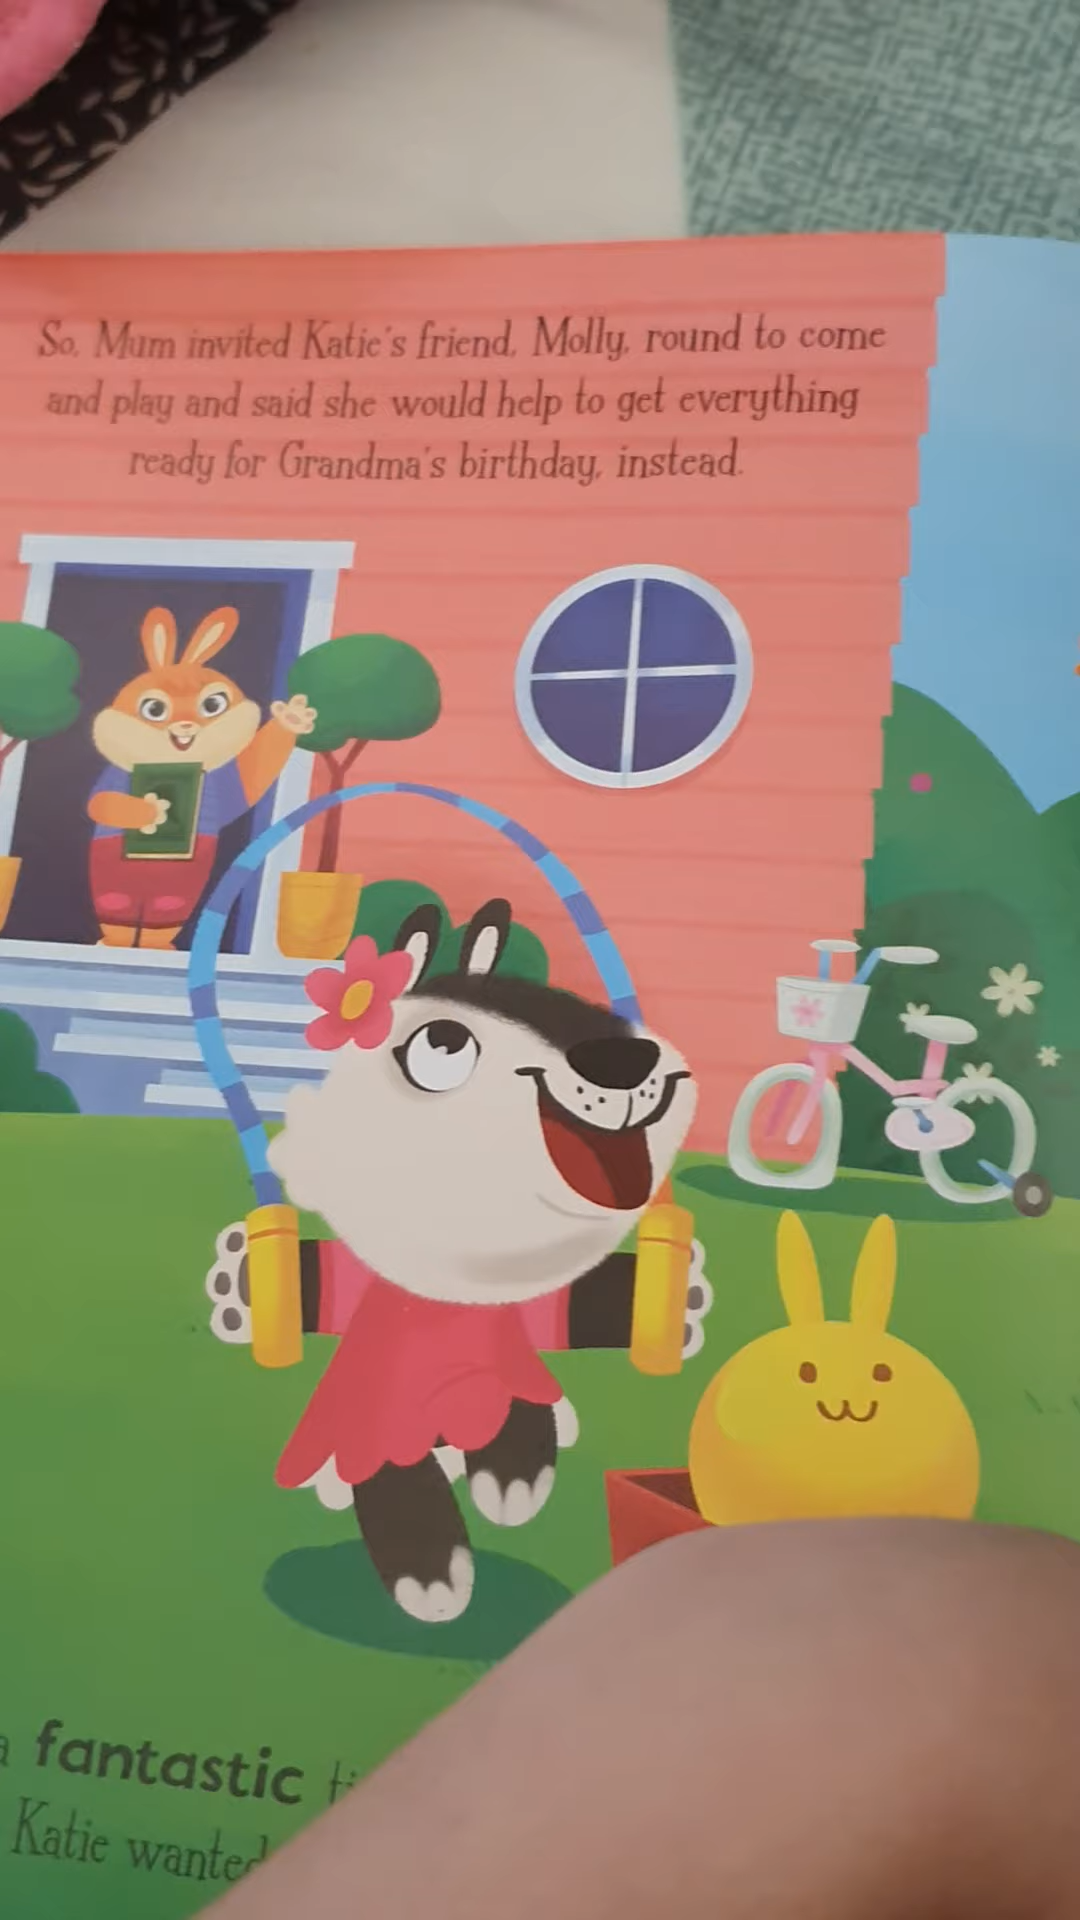 So, Mum invited Katie's friend, Molly, round to come
and play and said she would help to get everything
ready for Grandma's birthday, instead.
a fantastic
Katie wanted